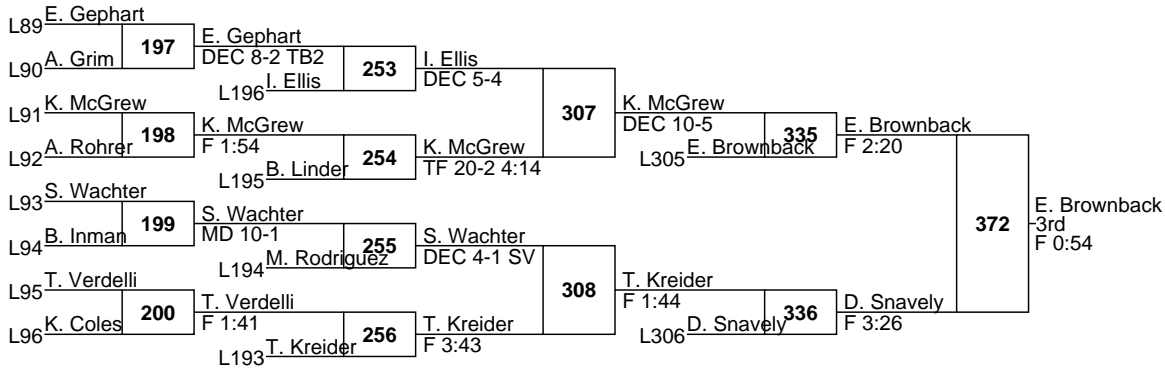 L89 E. Gephart
197
E. Gephart
DEC 8-2 TB2
L90 A. Grim
253
I. Ellis
DEC 5-4
L196 I. Ellis
L91 K. McGrew
307
K. McGrew
DEC 10-5
198
K. McGrew
F 1:54
335
E. Brownback
F 2:20
L92 A. Rohrer
254
K. McGrew
TF 20-2 4:14
L305 E. Brownback
L195 B. Linder
L93 S. Wachter
199
S. Wachter
MD 10-1
372
E. Brownback
3rd
F 0:54
L94 B. Inman
255
S. Wachter
DEC 4-1 SV
L194 M. Rodriguez
308
T. Kreider
F 1:44
L95 T. Verdelli
200
T. Verdelli
F 1:41
336
D. Snavely
F 3:26
L96 K. Coles
256
T. Kreider
F 3:43
L306 D. Snavely
L193 T. Kreider